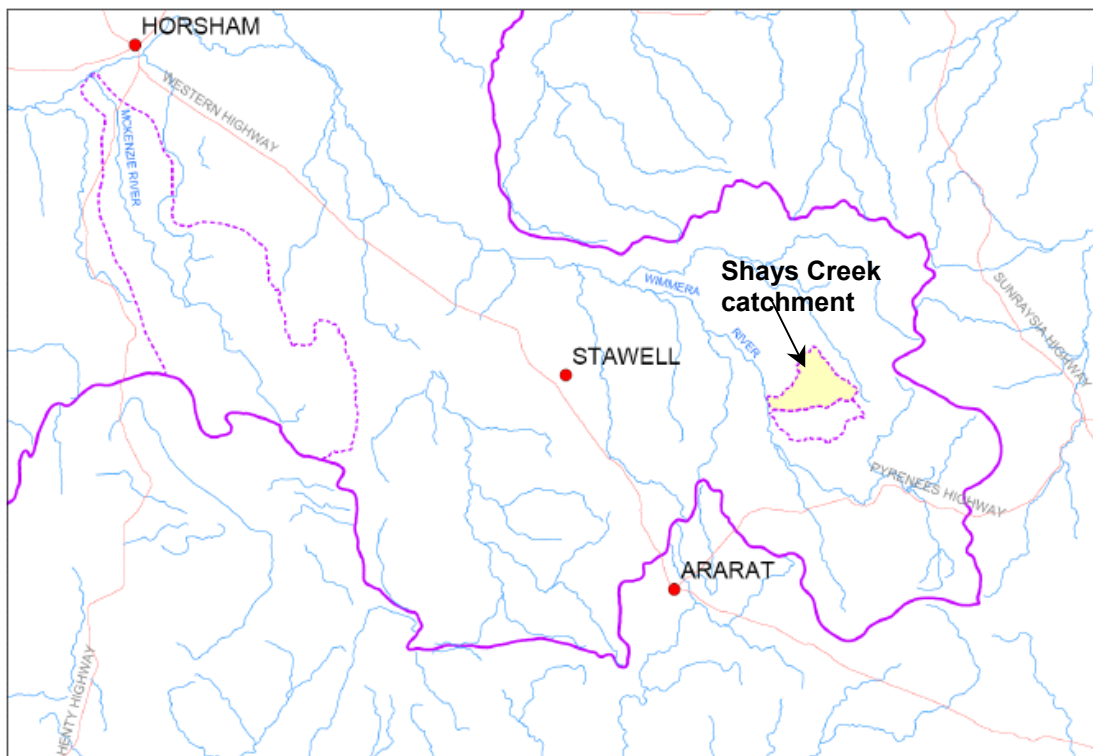 HORSHAM
WESTERN HIGHWAY
MCKENZIE RIVER
Shays Creek
catchment
WIMMERA
RIVER
SUNRAYSIA HIGHWAY
STAWELL
PYRENEES HIGHWAY
ARARAT
HENTY HIGHWAY